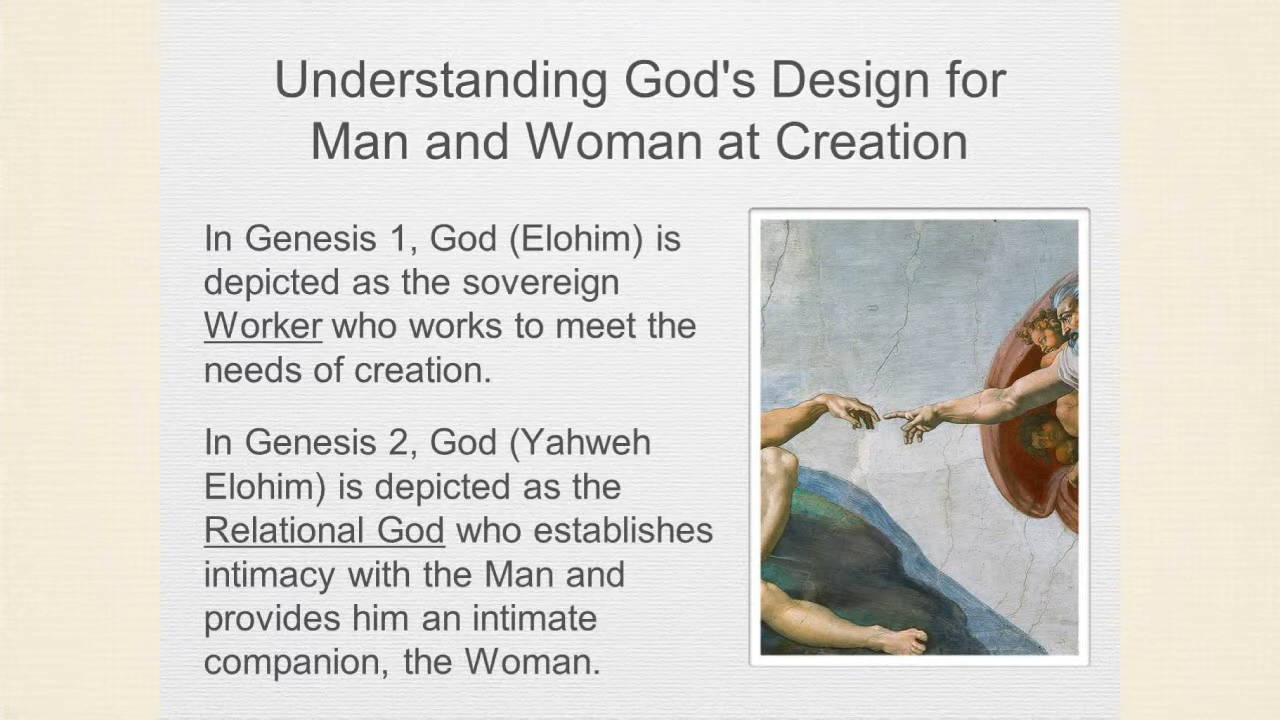 Understanding God's Design for
Man and Woman at Creation
In Genesis 1, God (Elohim) is
depicted as the sovereign
Worker who works to meet the
needs of creation.
In Genesis 2, God (Yahweh
Elohim) is depicted as the
Relational God who establishes
intimacy with the Man and
provides him an intimate
companion, the Woman.